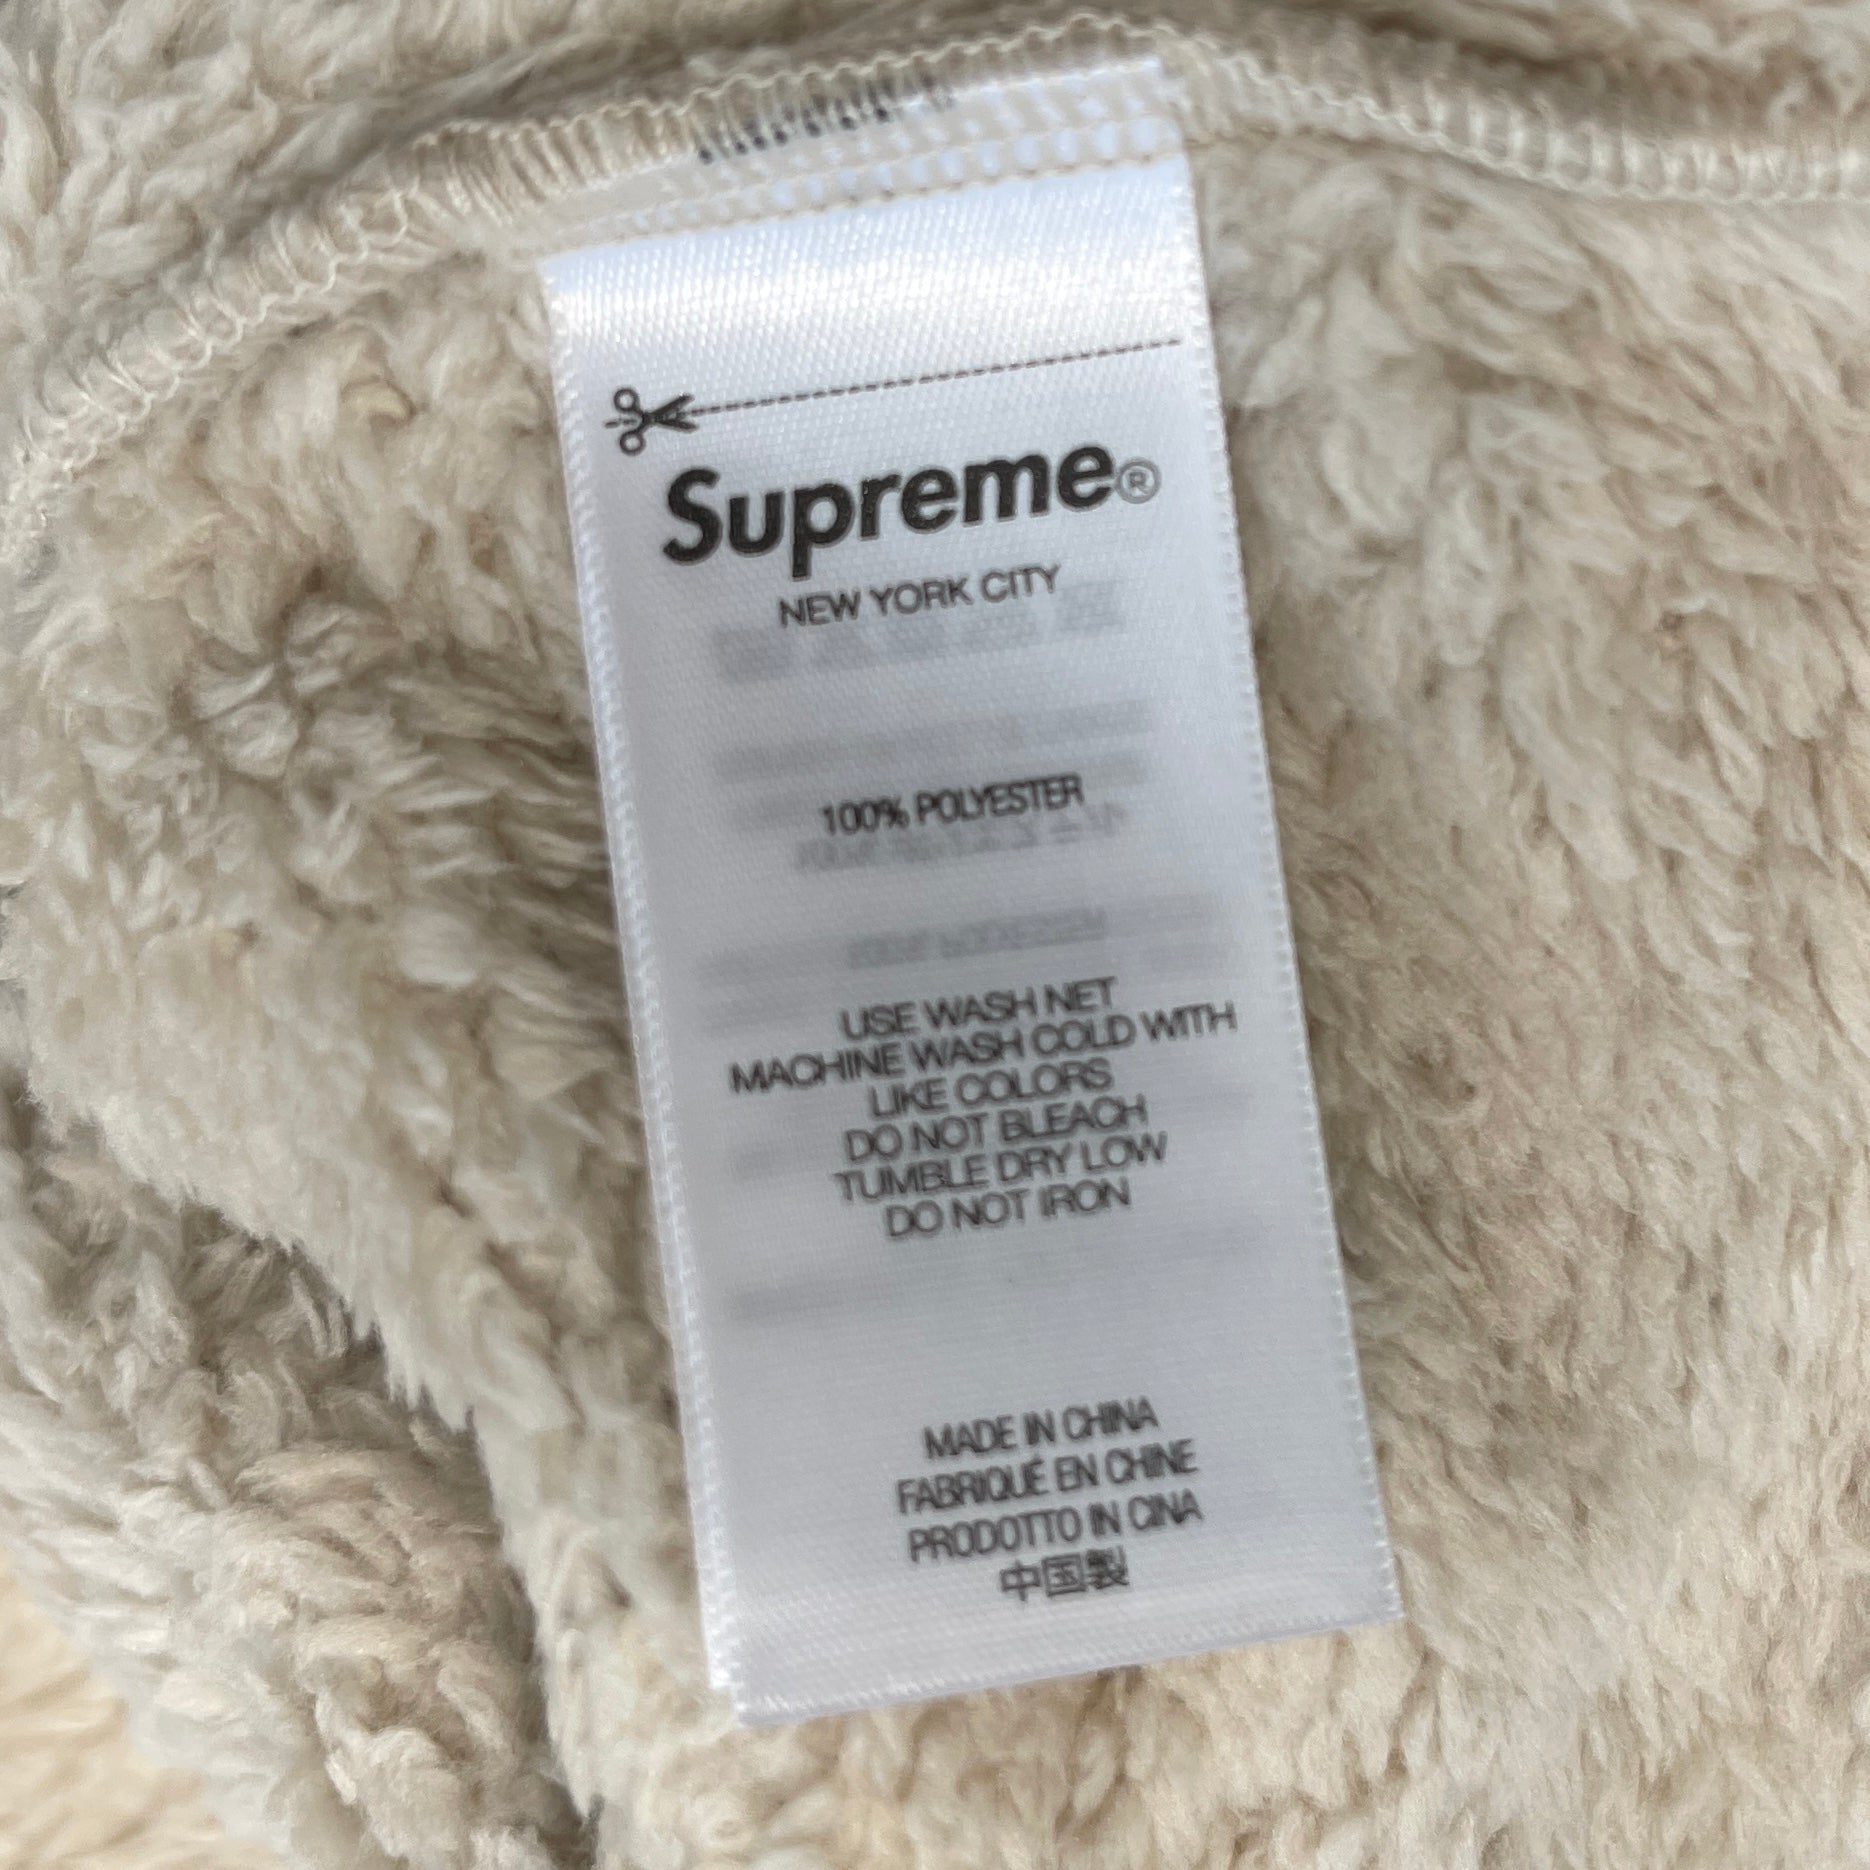 Supreme®
NEW YORK CITY
100% POLYESTER
USE WASH NET
MACHINE WASH COLD WITH
LIKE COLORS
DO NOT BLEACH
TUMBLE DRY LOW
DO NOT IRON
MADE IN CHINA
FABRIQUÉ EN CHINE
PRODOTTO IN CINA
中国製